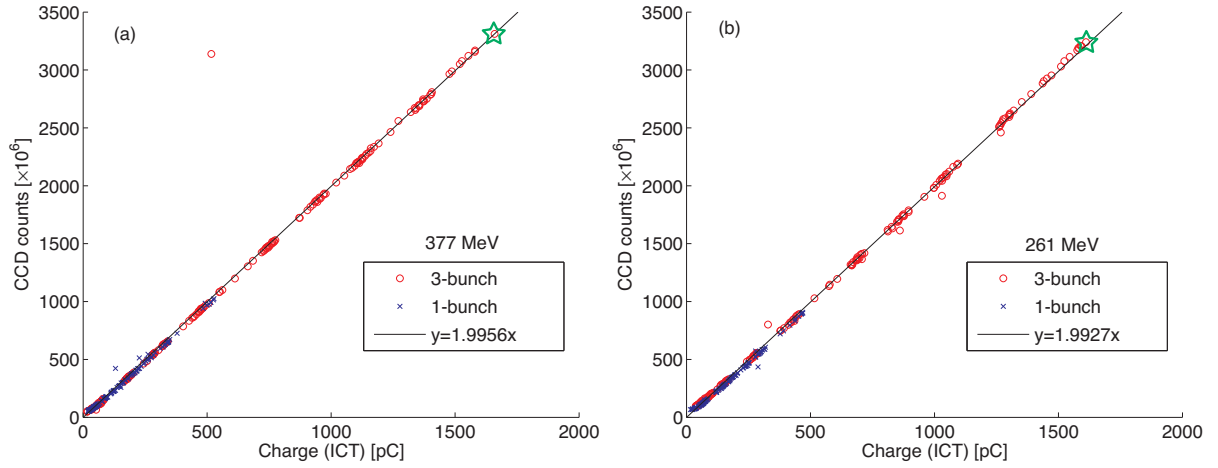 (a)
3500
3000
2500
2000
1500
1000
500
0
CCD counts [×10⁶]
0 500 1000 1500 2000
Charge (ICT) [pC]
377 MeV
3-bunch
1-bunch
y=1.9956x
(b)
3500
3000
2500
2000
1500
1000
500
0
CCD counts [×10⁶]
0 500 1000 1500 2000
Charge (ICT) [pC]
261 MeV
3-bunch
1-bunch
y=1.9927x